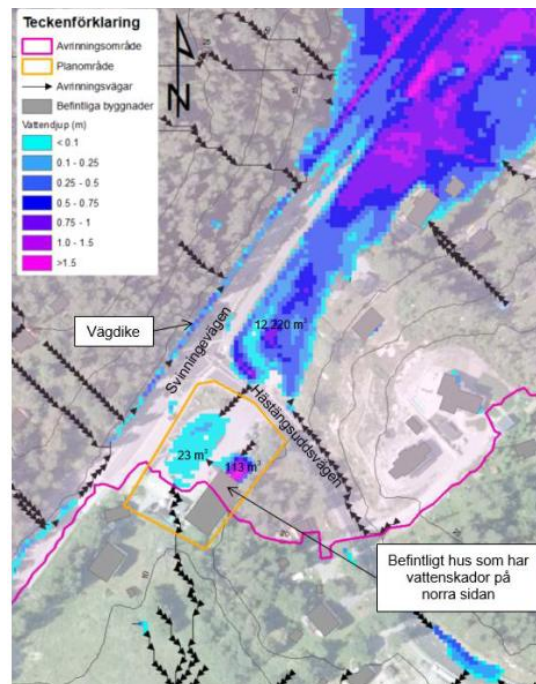 Teckenförklaring
Avrinningsområde
Planområde
Avrinningsvägar
Befintliga byggnader
Vattendjup (m)
< 0.1
0.1 - 0.25
0.25 - 0.5
0.5 - 0.75
0.75 - 1
1.0 - 1.5
>1.5
N
Vägdike
Svinningevägen
12 220 m³
Hästängsuddsvägen
23 m³
113 m³
Befintligt hus som har
vattenskador på
norra sidan